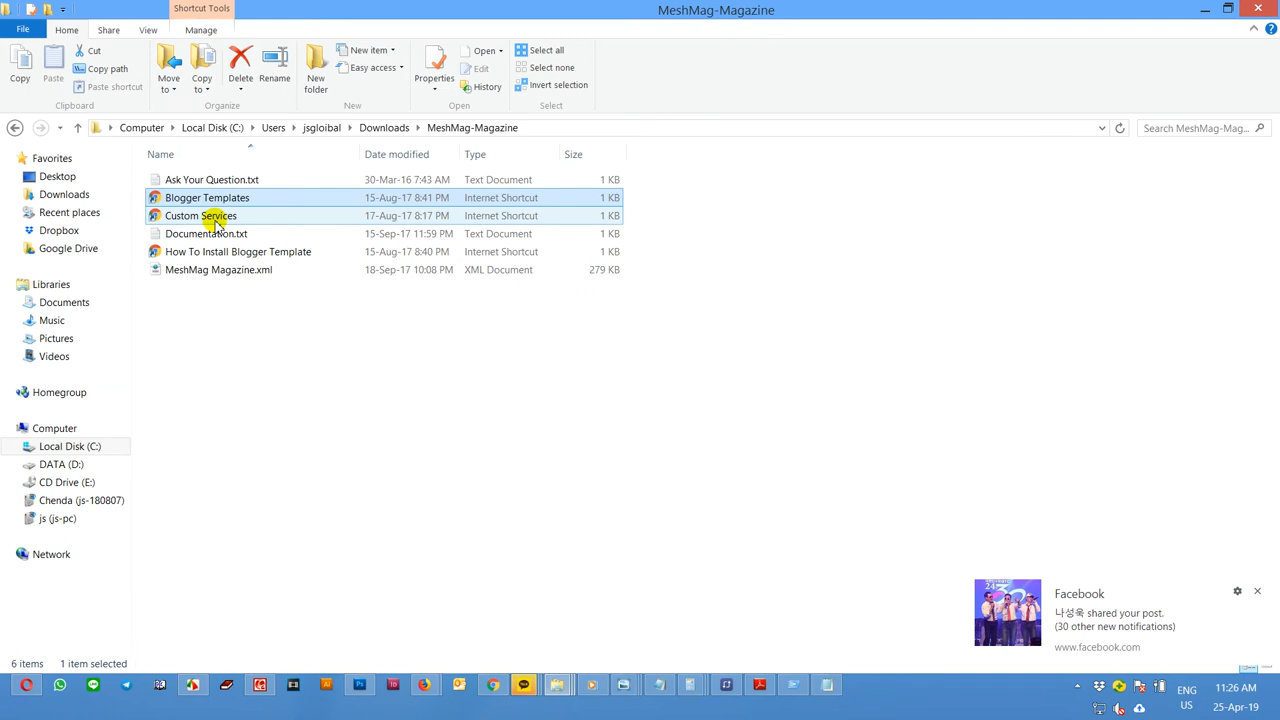 Shortcut Tools
MeshMag-Magazine
File
Home
Share
View
Manage
Copy
Paste
Cut
Copy path
Paste shortcut
Clipboard
Move to
Copy to
Delete
Rename
Organize
New folder
New item
Easy access
New
Properties
Open
Edit
History
Open
Select all
Select none
Invert selection
Select
Computer
Local Disk (C:)
Users
jsgloibal
Downloads
MeshMag-Magazine
Search MeshMag-Mag...
Name Date modified Type Size
Ask Your Question.txt 30-Mar-16 7:43 AM Text Document 1 KB
Blogger Templates 15-Aug-17 8:41 PM Internet Shortcut 1 KB
Custom Services 17-Aug-17 8:17 PM Internet Shortcut 1 KB
Documentation.txt 15-Sep-17 11:59 PM Text Document 1 KB
How To Install Blogger Template 15-Aug-17 8:40 PM Internet Shortcut 1 KB
MeshMag Magazine.xml 18-Sep-17 10:08 PM XML Document 279 KB
Favorites
Desktop
Downloads
Recent places
Dropbox
Google Drive
Libraries
Documents
Music
Pictures
Videos
Homegroup
Computer
Local Disk (C:)
DATA (D:)
CD Drive (E:)
Chenda (js-180807)
js (js-pc)
Network
Facebook
나성욱 shared your post.
(30 other new notifications)
www.facebook.com
6 items 1 item selected
ENG
US
11:26 AM
25-Apr-19